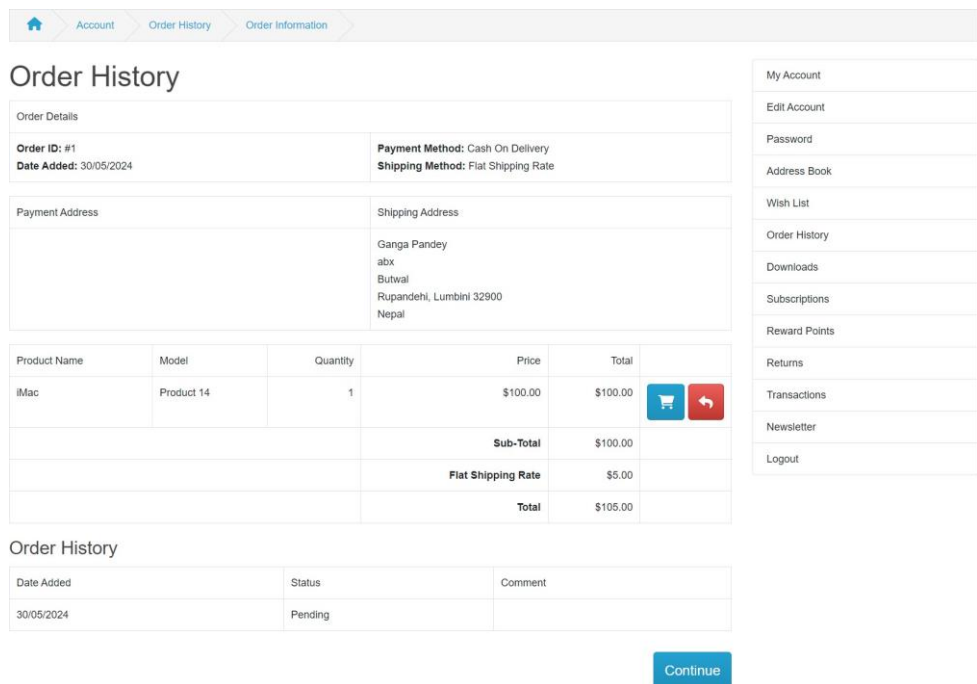 Account Order History Order Information
Order History
Order Details
Order ID: #1
Date Added: 30/05/2024
Payment Method: Cash On Delivery
Shipping Method: Flat Shipping Rate
Payment Address Shipping Address
Ganga Pandey
abx
Butwal
Rupandehi, Lumbini 32900
Nepal
Product Name Model Quantity Price Total
iMac Product 14 1 $100.00 $100.00
Sub-Total $100.00
Flat Shipping Rate $5.00
Total $105.00
Order History
Date Added Status Comment
30/05/2024 Pending
Continue
My Account
Edit Account
Password
Address Book
Wish List
Order History
Downloads
Subscriptions
Reward Points
Returns
Transactions
Newsletter
Logout